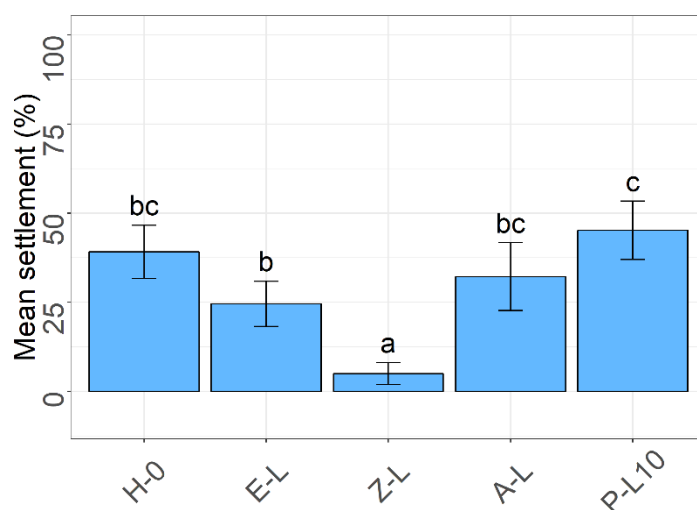 Mean settlement (%)
100
75
50
25
0
bc
b
a
bc
c
H-0
E-L
Z-L
A-L
P-L10